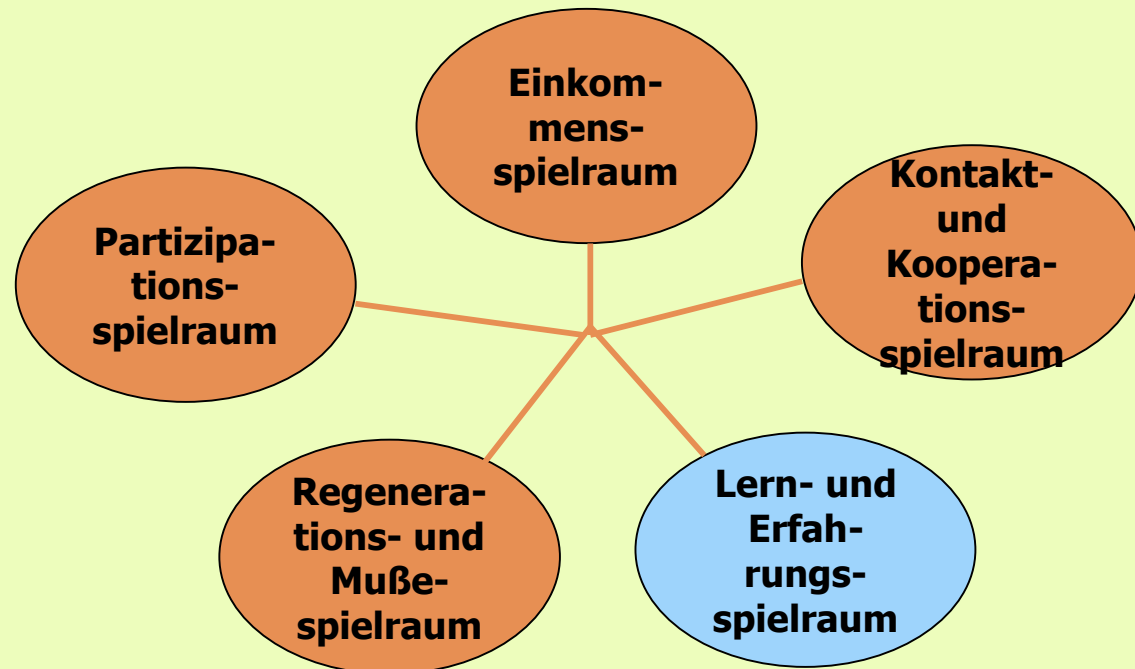 Einkom-
mens-
spielraum
Kontakt-
und
Koopera-
tions-
spielraum
Partizipa-
tions-
spielraum
Regenera-
tions- und
Muße-
spielraum
Lern- und
Erfah-
rungs-
spielraum